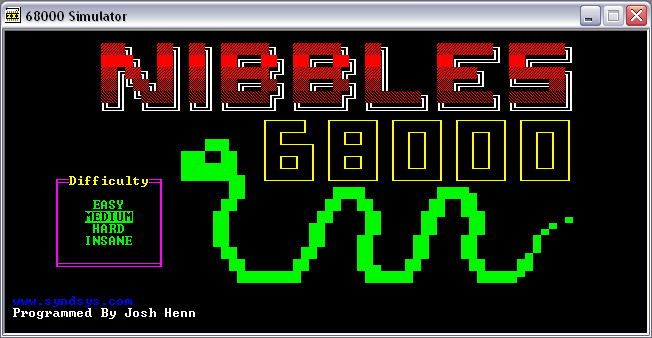 68000 Simulator
NIBBLES
68000
Difficulty
EASY
MEDIUM
HARD
INSANE
www.syndsys.com
Programmed By Josh Henn